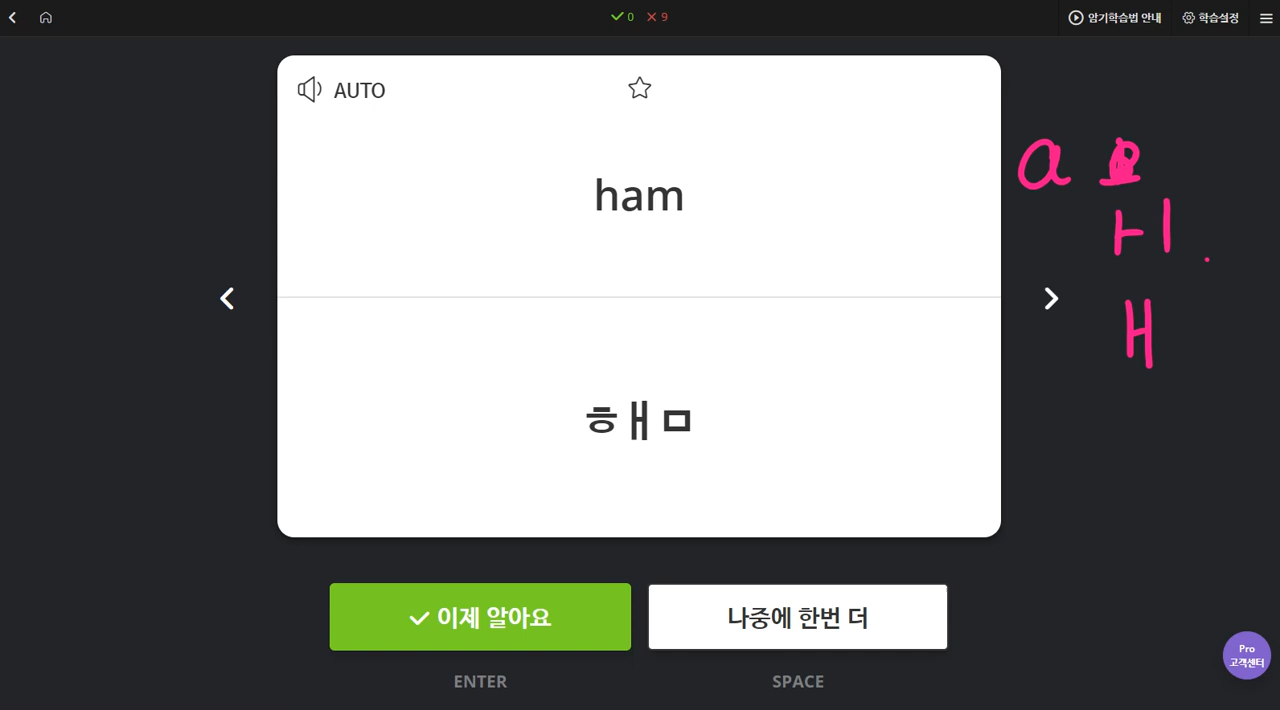 0 9 암기학습법 안내 학습설정
AUTO
ham
a
ㅏㅣ
ㅐ
ㅎㅐㅁ
이제 알아요 나중에 한번 더
ENTER SPACE
Pro
고객센터